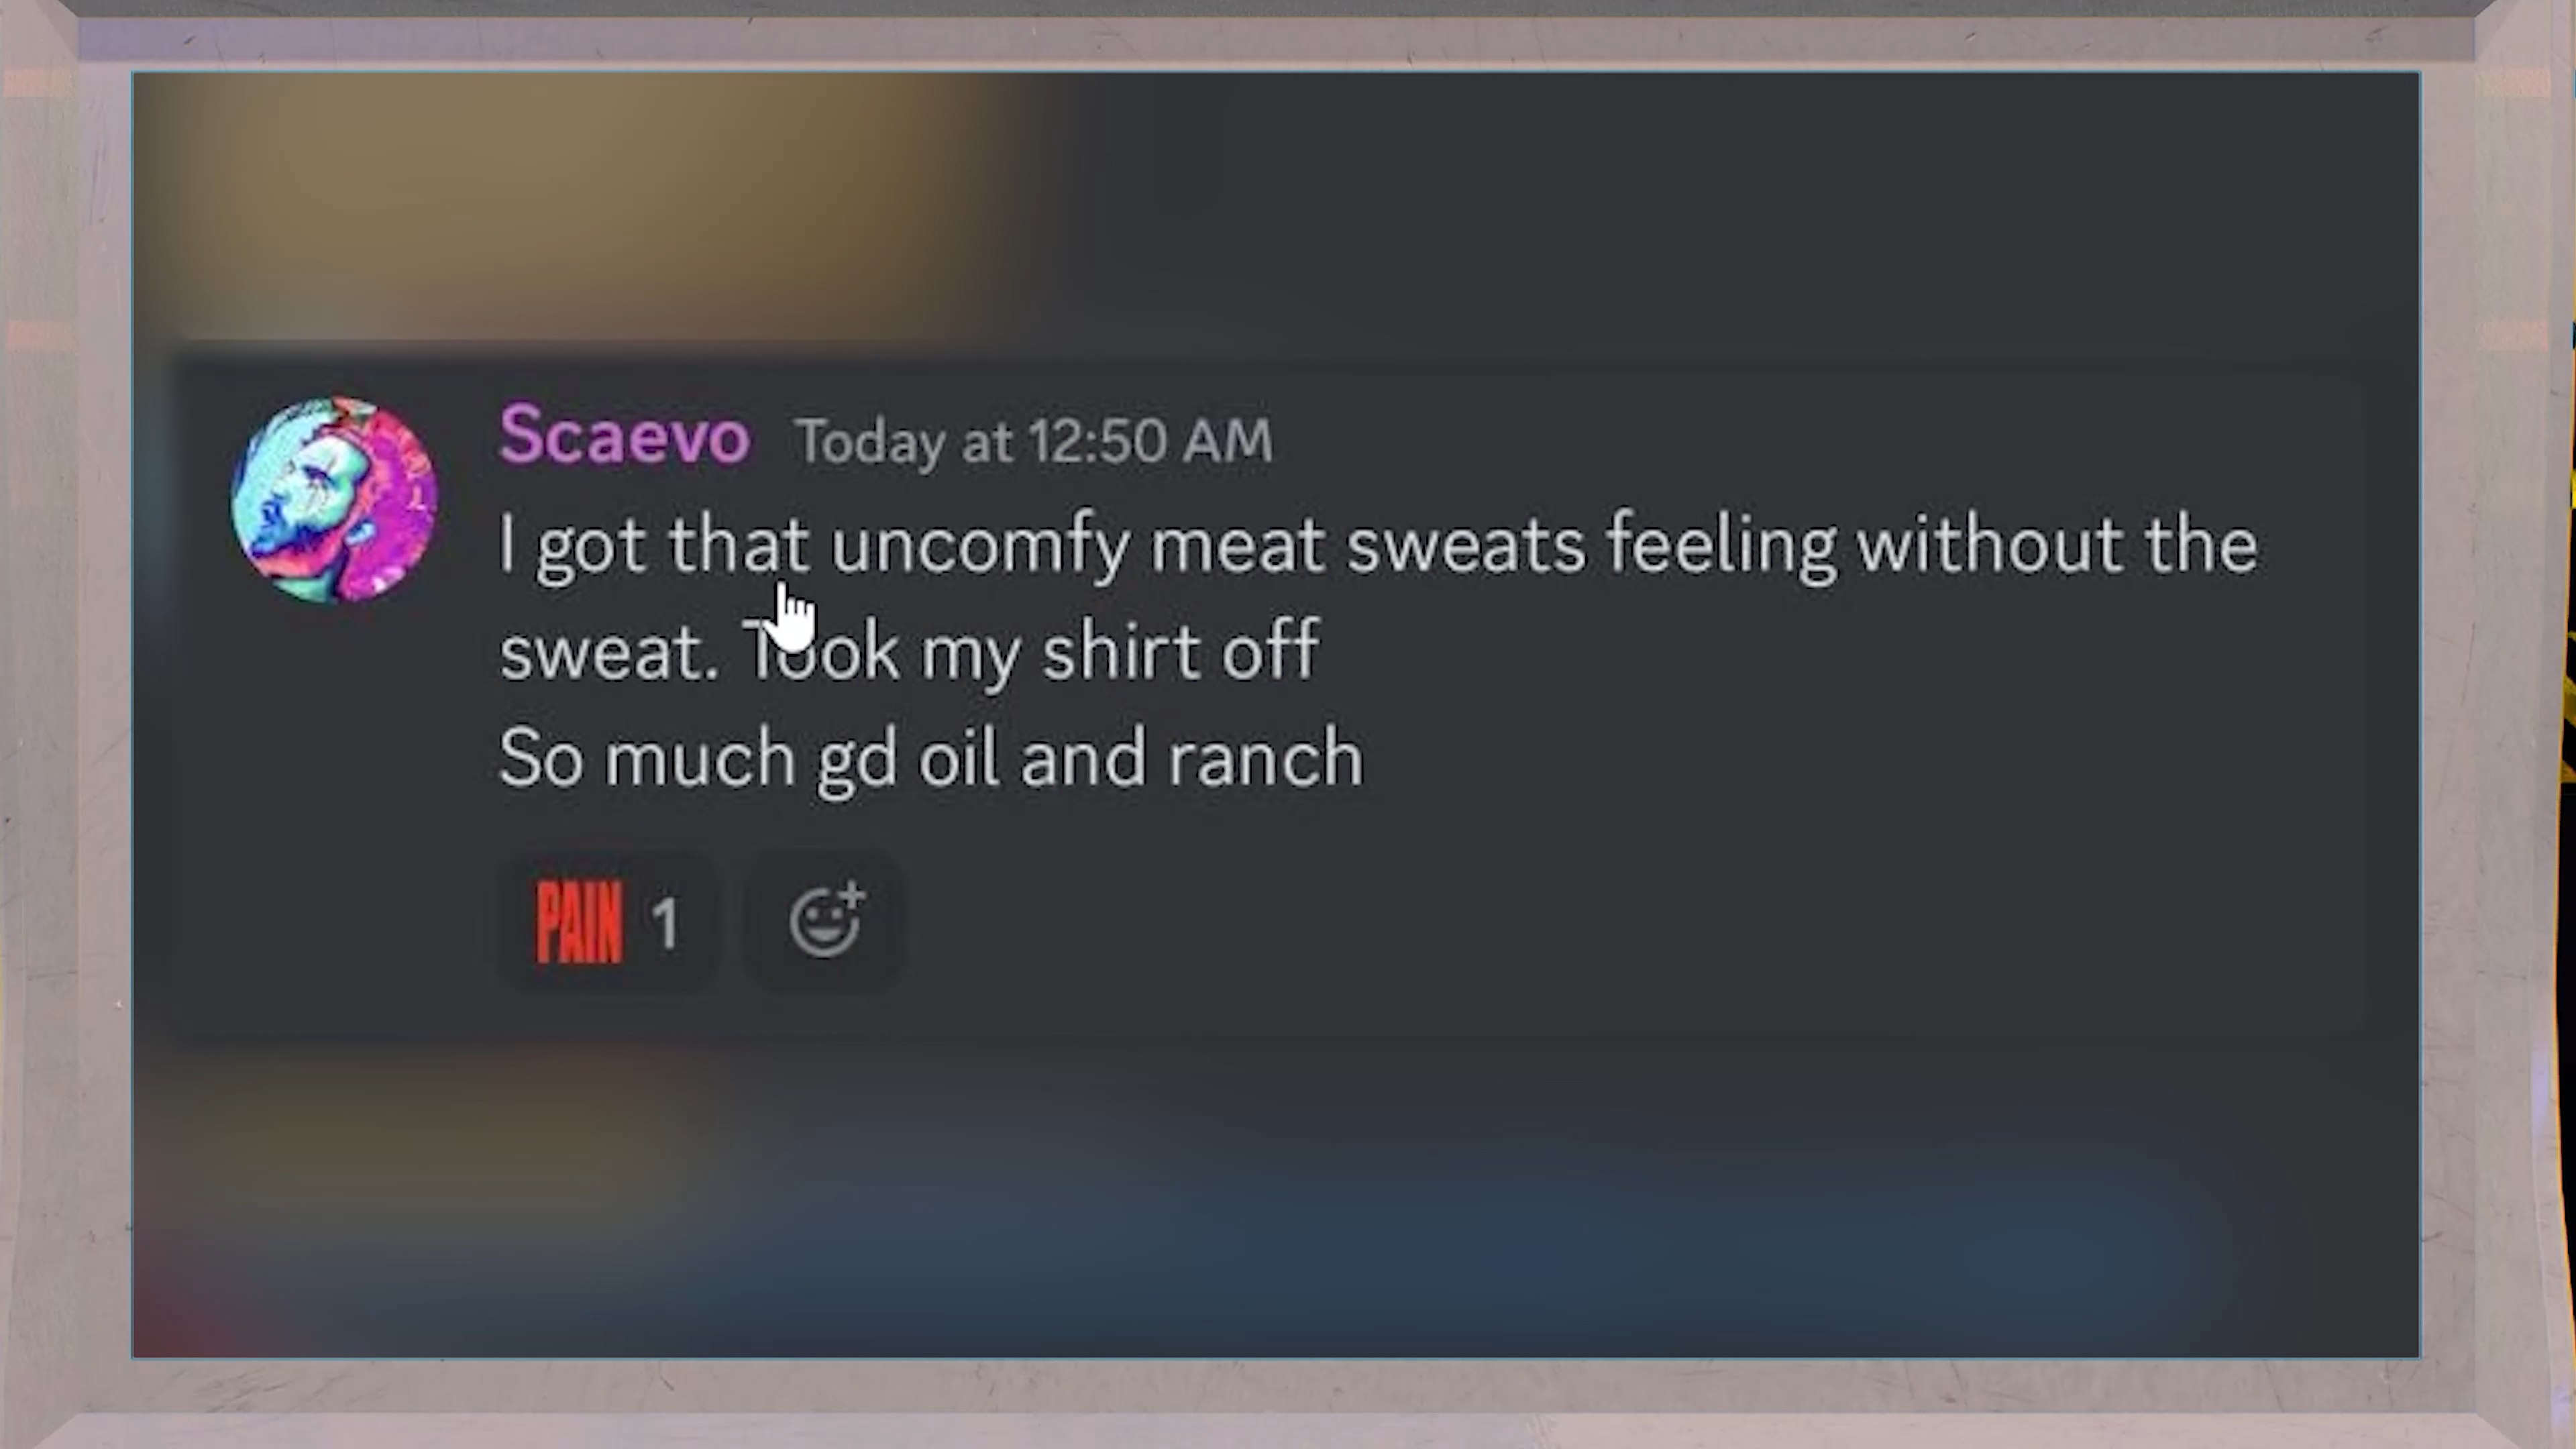 Scaevo Today at 12:50 AM
I got that uncomfy meat sweats feeling without the
sweat. Took my shirt off
So much gd oil and ranch
PAIN 1